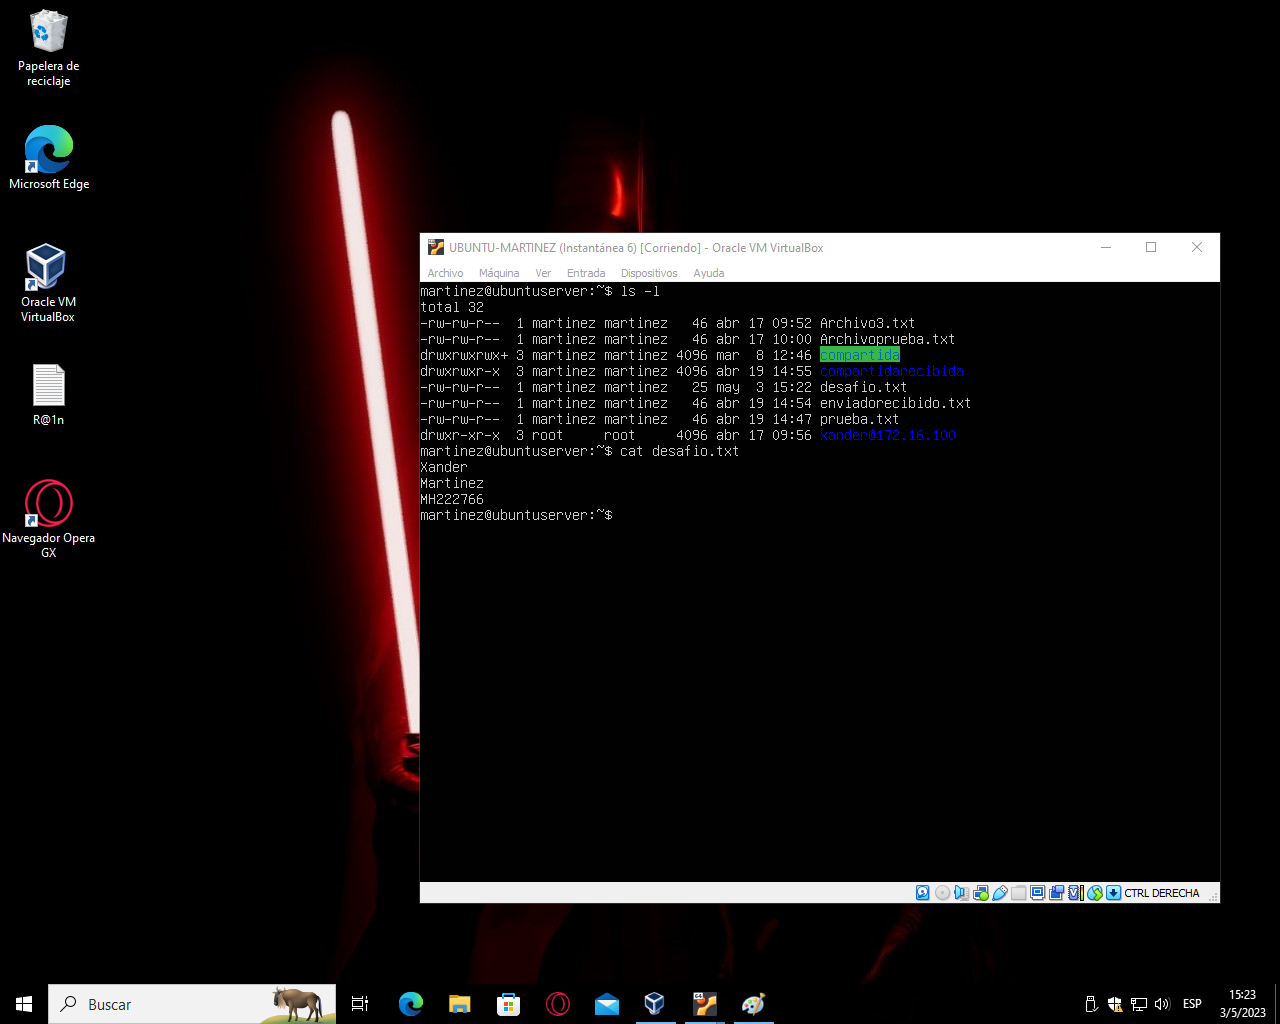 Papelera de
reciclaje
Microsoft Edge
Oracle VM
VirtualBox
R@1n
Navegador Opera
GX
UBUNTU-MARTINEZ (Instantánea 6) [Corriendo] - Oracle VM VirtualBox
Archivo Máquina Ver Entrada Dispositivos Ayuda
martinez@ubuntuserver:~$ ls -l
total 32
-rw-rw-r-- 1 martinez martinez 46 abr 17 09:52 Archivo3.txt
-rw-rw-r-- 1 martinez martinez 46 abr 17 10:00 Archivoprueba.txt
drwxrwxrwx+ 3 martinez martinez 4096 mar 8 12:46 compartida
drwxrwxr-x 3 martinez martinez 4096 abr 19 14:55 compartidarecibida
-rw-rw-r-- 1 martinez martinez 25 may 3 15:22 desafio.txt
-rw-rw-r-- 1 martinez martinez 46 abr 19 14:54 enviadorecibido.txt
-rw-rw-r-- 1 martinez martinez 46 abr 19 14:47 prueba.txt
drwxr-xr-x 3 root root 4096 abr 17 09:56 xander@172.16.100
martinez@ubuntuserver:~$ cat desafio.txt
Xander
Martinez
MH222766
martinez@ubuntuserver:~$
CTRL DERECHA
Buscar
ESP
15:23
3/5/2023